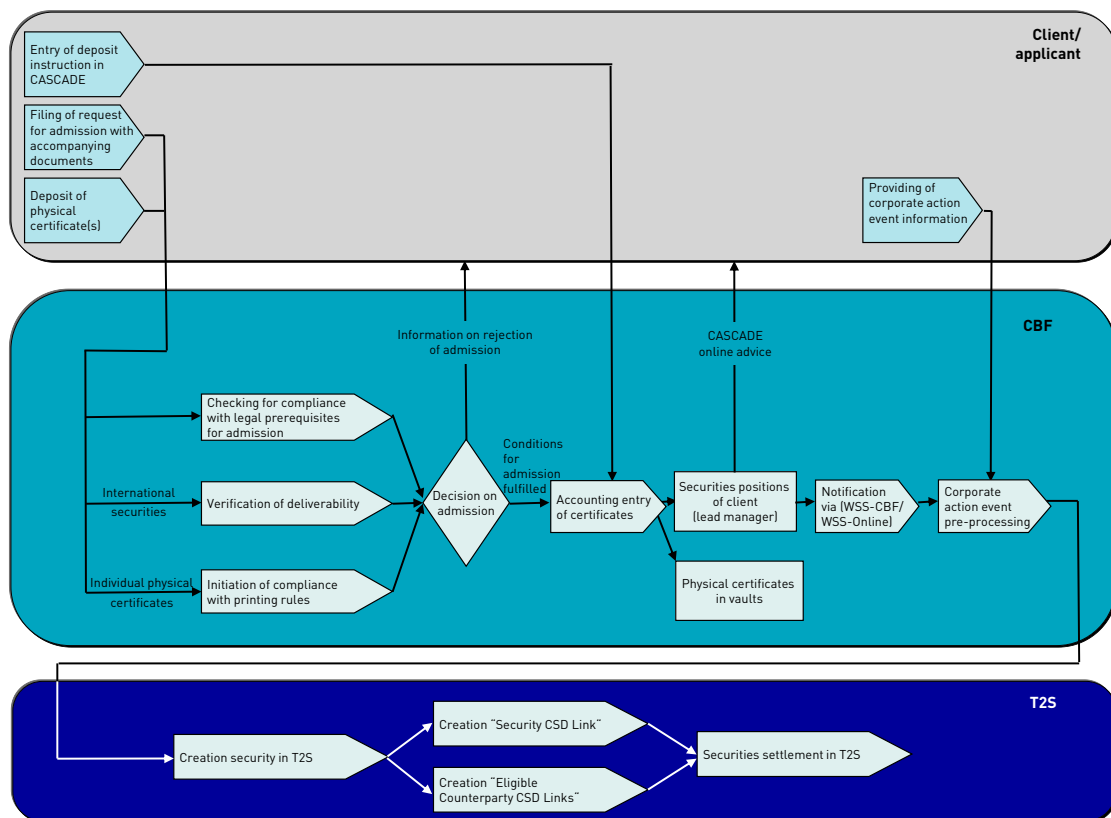 Client/
applicant
Entry of deposit
instruction in
CASCADE
Filing of request
for admission with
accompanying
documents
Deposit of
physical
certificate(s)
Providing of
corporate action
event information
CBF
Information on rejection
of admission
CASCADE
online advice
Checking for compliance
with legal prerequisites
for admission
International
securities
Verification of deliverability
Individual physical
certificates
Initiation of compliance
with printing rules
Decision on
admission
Conditions
for
admission
fulfilled
Accounting entry
of certificates
Securities positions
of client
(lead manager)
Notification
via (WSS-CBF/
WSS-Online)
Corporate
action event
pre-processing
Physical certificates
in vaults
T2S
Creation security in T2S
Creation “Security CSD Link“
Creation “Eligible
Counterparty CSD Links“
Securities settlement in T2S